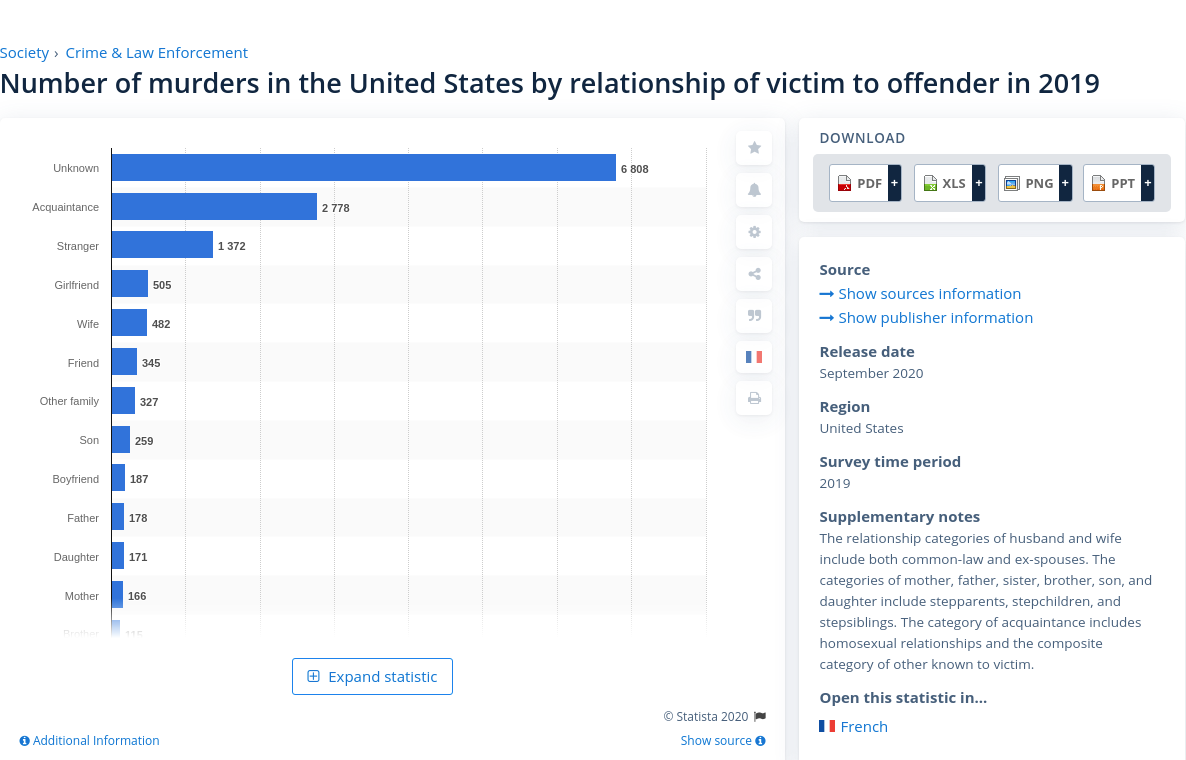 Society › Crime & Law Enforcement
Number of murders in the United States by relationship of victim to offender in 2019
Unknown 6 808
Acquaintance 2 778
Stranger 1 372
Girlfriend 505
Wife 482
Friend 345
Other family 327
Son 259
Boyfriend 187
Father 178
Daughter 171
Mother 166
Brother 115
Expand statistic
© Statista 2020
Additional Information
Show source
DOWNLOAD
PDF + XLS + PNG + PPT +
Source
Show sources information
Show publisher information
Release date
September 2020
Region
United States
Survey time period
2019
Supplementary notes
The relationship categories of husband and wife
include both common-law and ex-spouses. The
categories of mother, father, sister, brother, son, and
daughter include stepparents, stepchildren, and
stepsiblings. The category of acquaintance includes
homosexual relationships and the composite
category of other known to victim.
Open this statistic in...
French